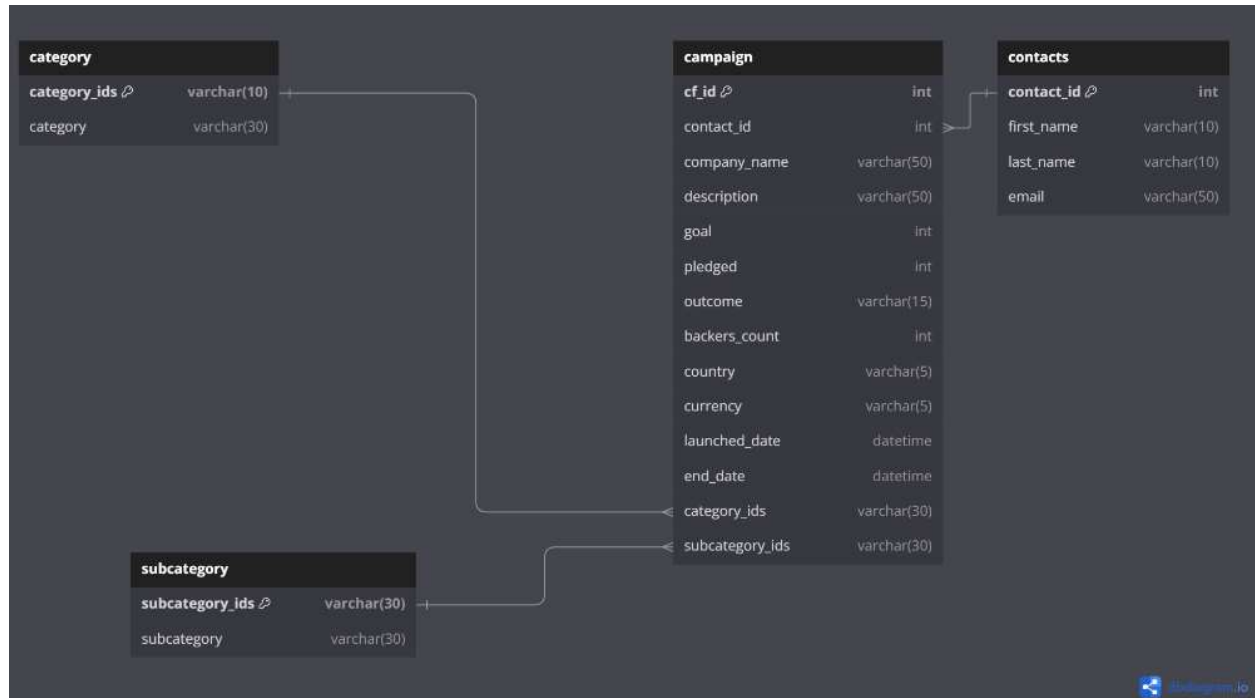 category
category_ids varchar(10)
category varchar(30)
campaign
cf_id int
contact_id int
company_name varchar(50)
description varchar(50)
goal int
pledged int
outcome varchar(15)
backers_count int
country varchar(5)
currency varchar(5)
launched_date datetime
end_date datetime
category_ids varchar(30)
subcategory_ids varchar(30)
contacts
contact_id int
first_name varchar(10)
last_name varchar(10)
email varchar(50)
subcategory
subcategory_ids varchar(30)
subcategory varchar(30)
dbdiagram.io